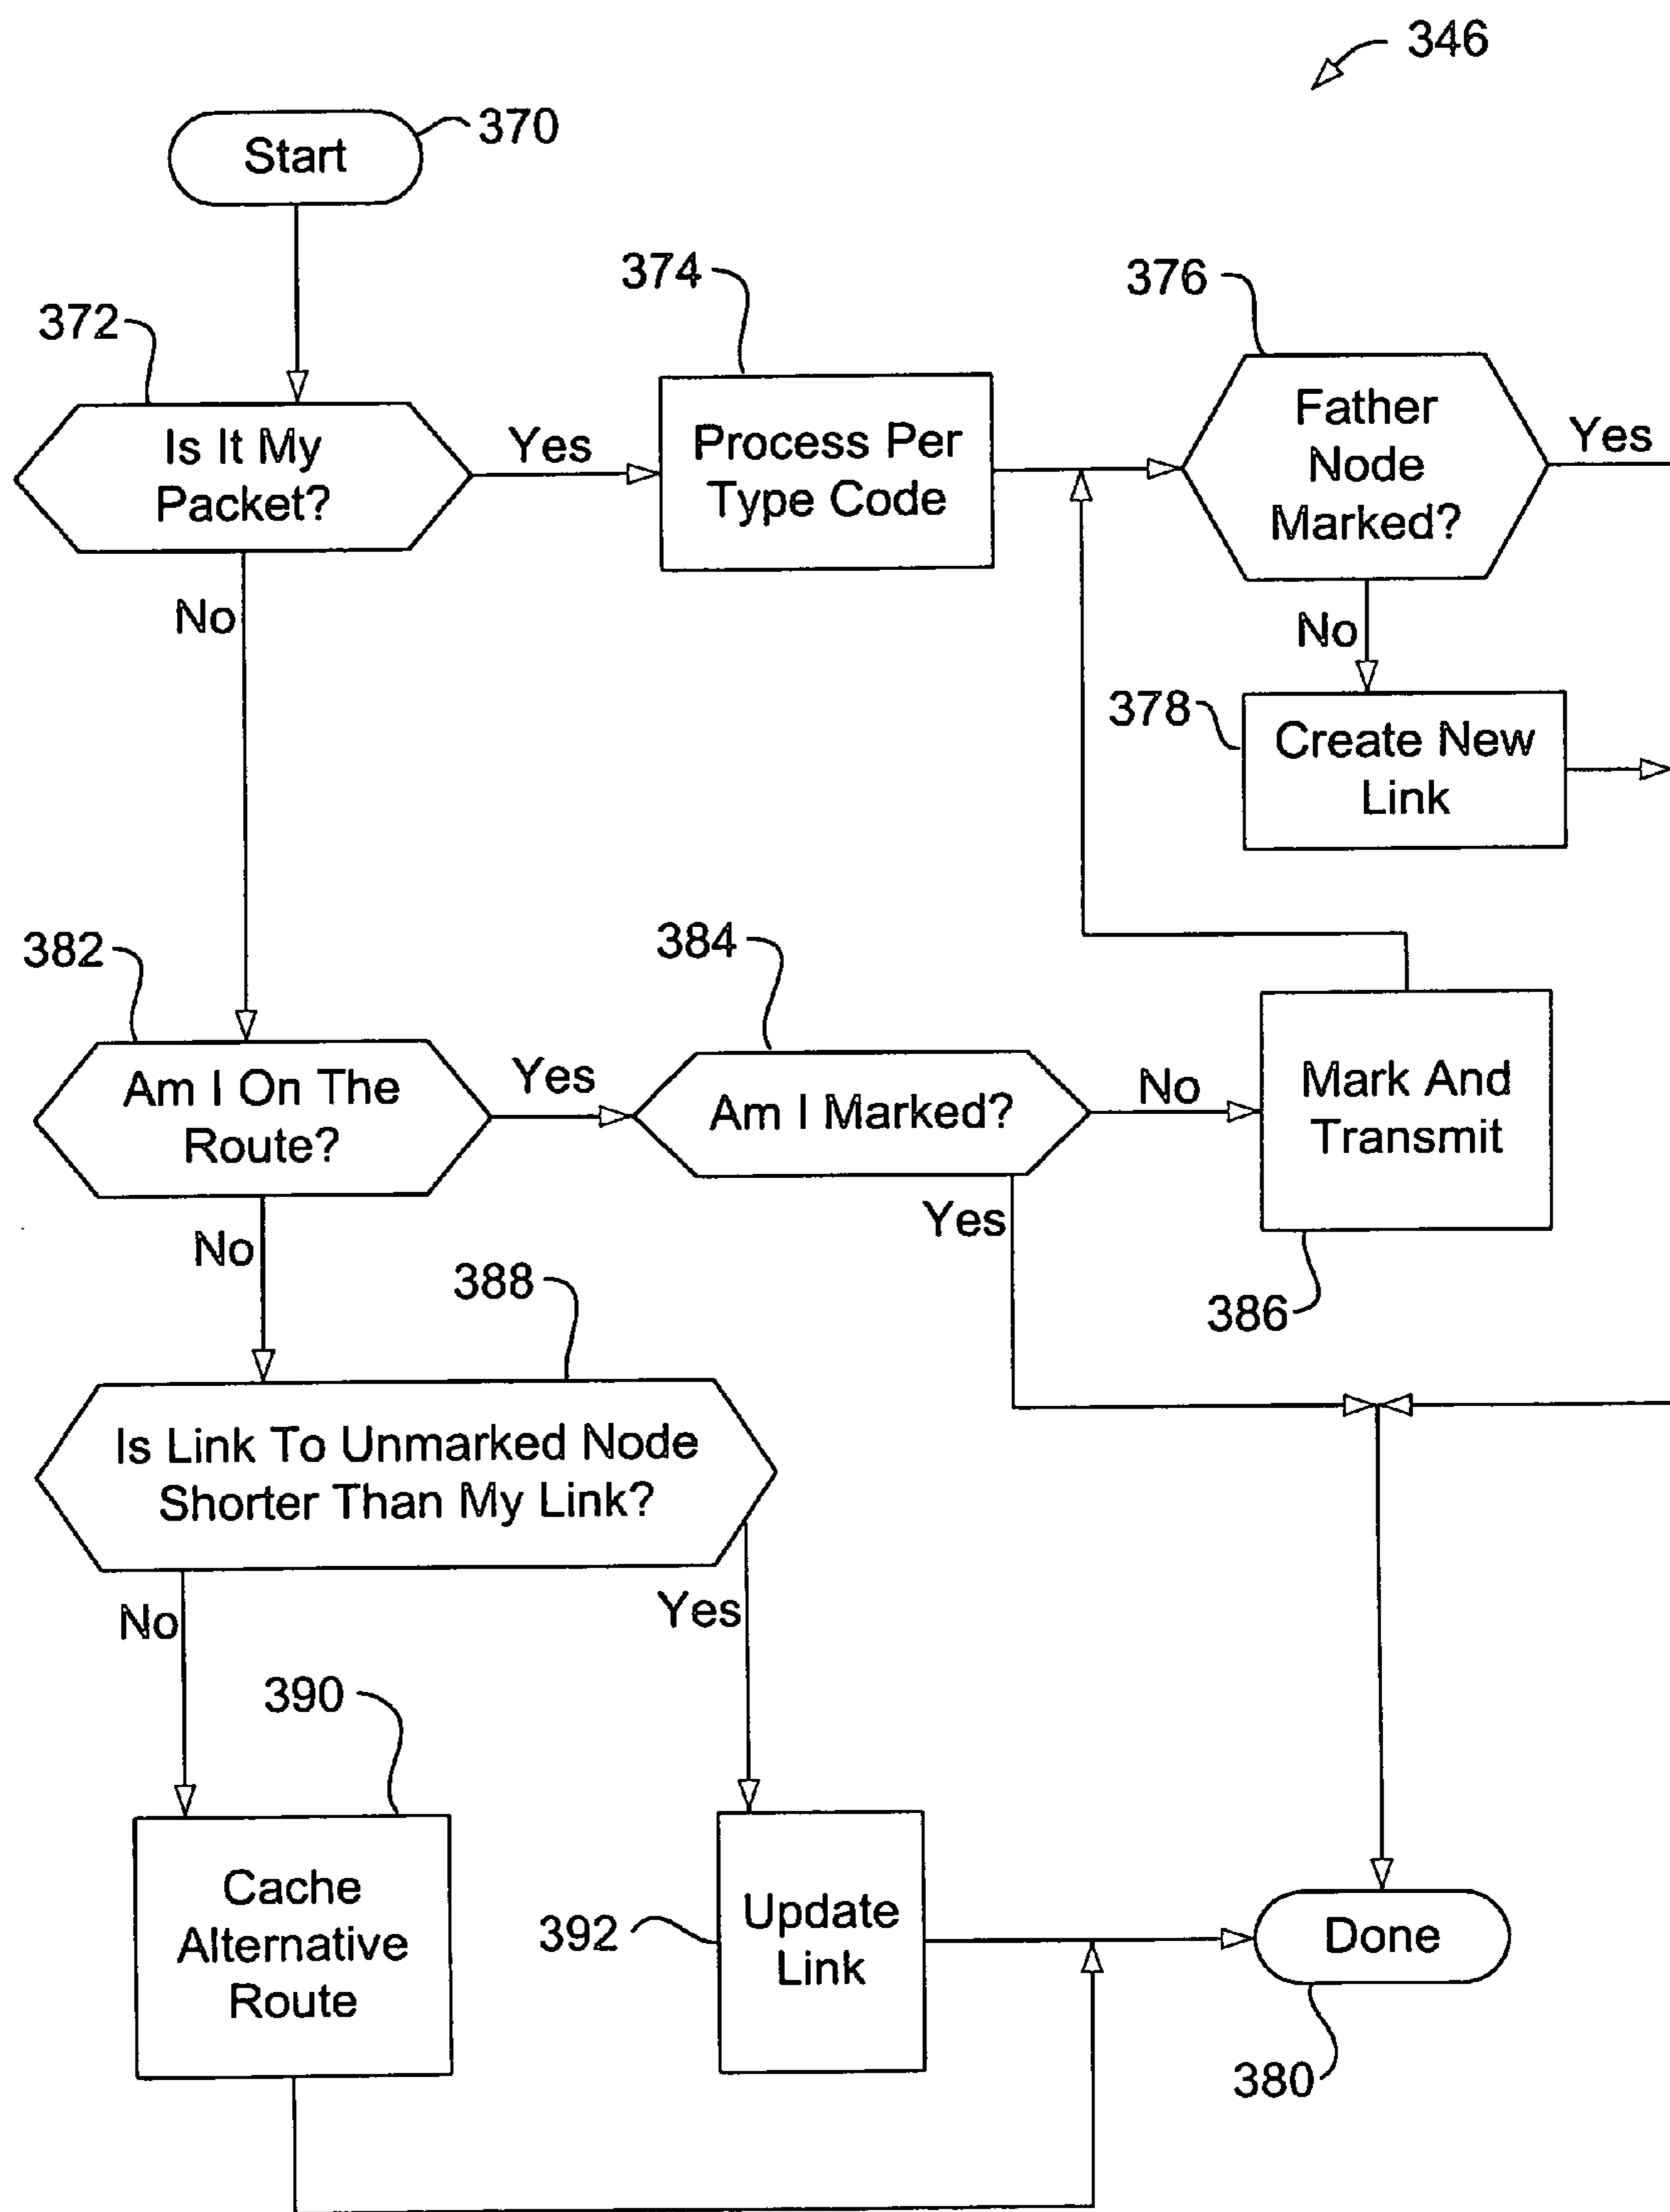 346
Start
370
372
Is It My
Packet?
Yes
No
374
Process Per
Type Code
376
Father
Node
Marked?
Yes
No
378
Create New
Link
382
Am I On The
Route?
Yes
No
384
Am I Marked?
No
Yes
Mark And
Transmit
386
388
Is Link To Unmarked Node
Shorter Than My Link?
No
Yes
390
Cache
Alternative
Route
392
Update
Link
Done
380